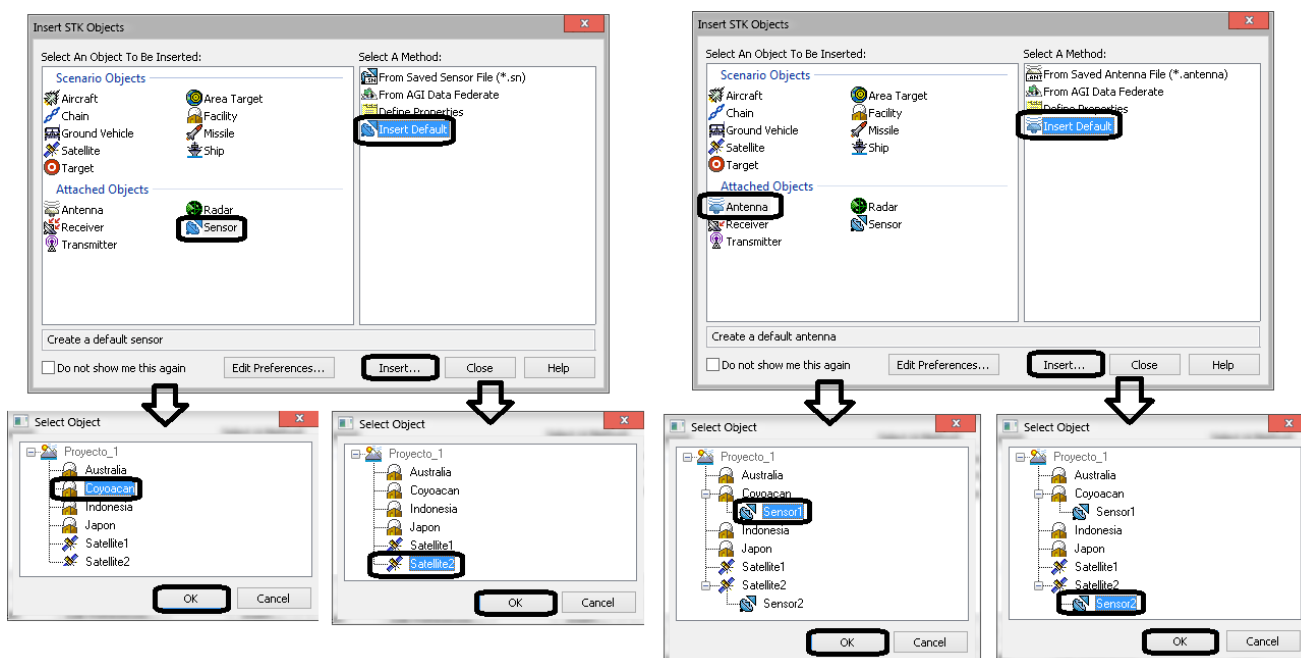 Insert STK Objects
x
Select An Object To Be Inserted:
Select A Method:
Scenario Objects
Aircraft
Area Target
Chain
Facility
Ground Vehicle
Missile
Satellite
Ship
Target
Attached Objects
Antenna
Radar
Receiver
Sensor
Transmitter
From Saved Sensor File (*.sn)
From AGI Data Federate
Define Properties
Insert Default
Create a default sensor
Do not show me this again
Edit Preferences...
Insert...
Close
Help
Insert STK Objects
x
Select An Object To Be Inserted:
Select A Method:
Scenario Objects
Aircraft
Area Target
Chain
Facility
Ground Vehicle
Missile
Satellite
Ship
Target
Attached Objects
Antenna
Radar
Receiver
Sensor
Transmitter
From Saved Antenna File (*.antenna)
From AGI Data Federate
Define Properties
Insert Default
Create a default antenna
Do not show me this again
Edit Preferences...
Insert...
Close
Help
Select Object
x
Proyecto_1
Australia
Coyoacan
Indonesia
Japon
Satellite1
Satellite2
OK
Cancel
Select Object
x
Proyecto_1
Australia
Coyoacan
Indonesia
Japon
Satellite1
Satellite2
OK
Cancel
Select Object
x
Proyecto_1
Australia
Coyoacan
Sensor1
Indonesia
Japon
Satellite1
Satellite2
Sensor2
OK
Cancel
Select Object
x
Proyecto_1
Australia
Coyoacan
Sensor1
Indonesia
Japon
Satellite1
Satellite2
Sensor2
OK
Cancel